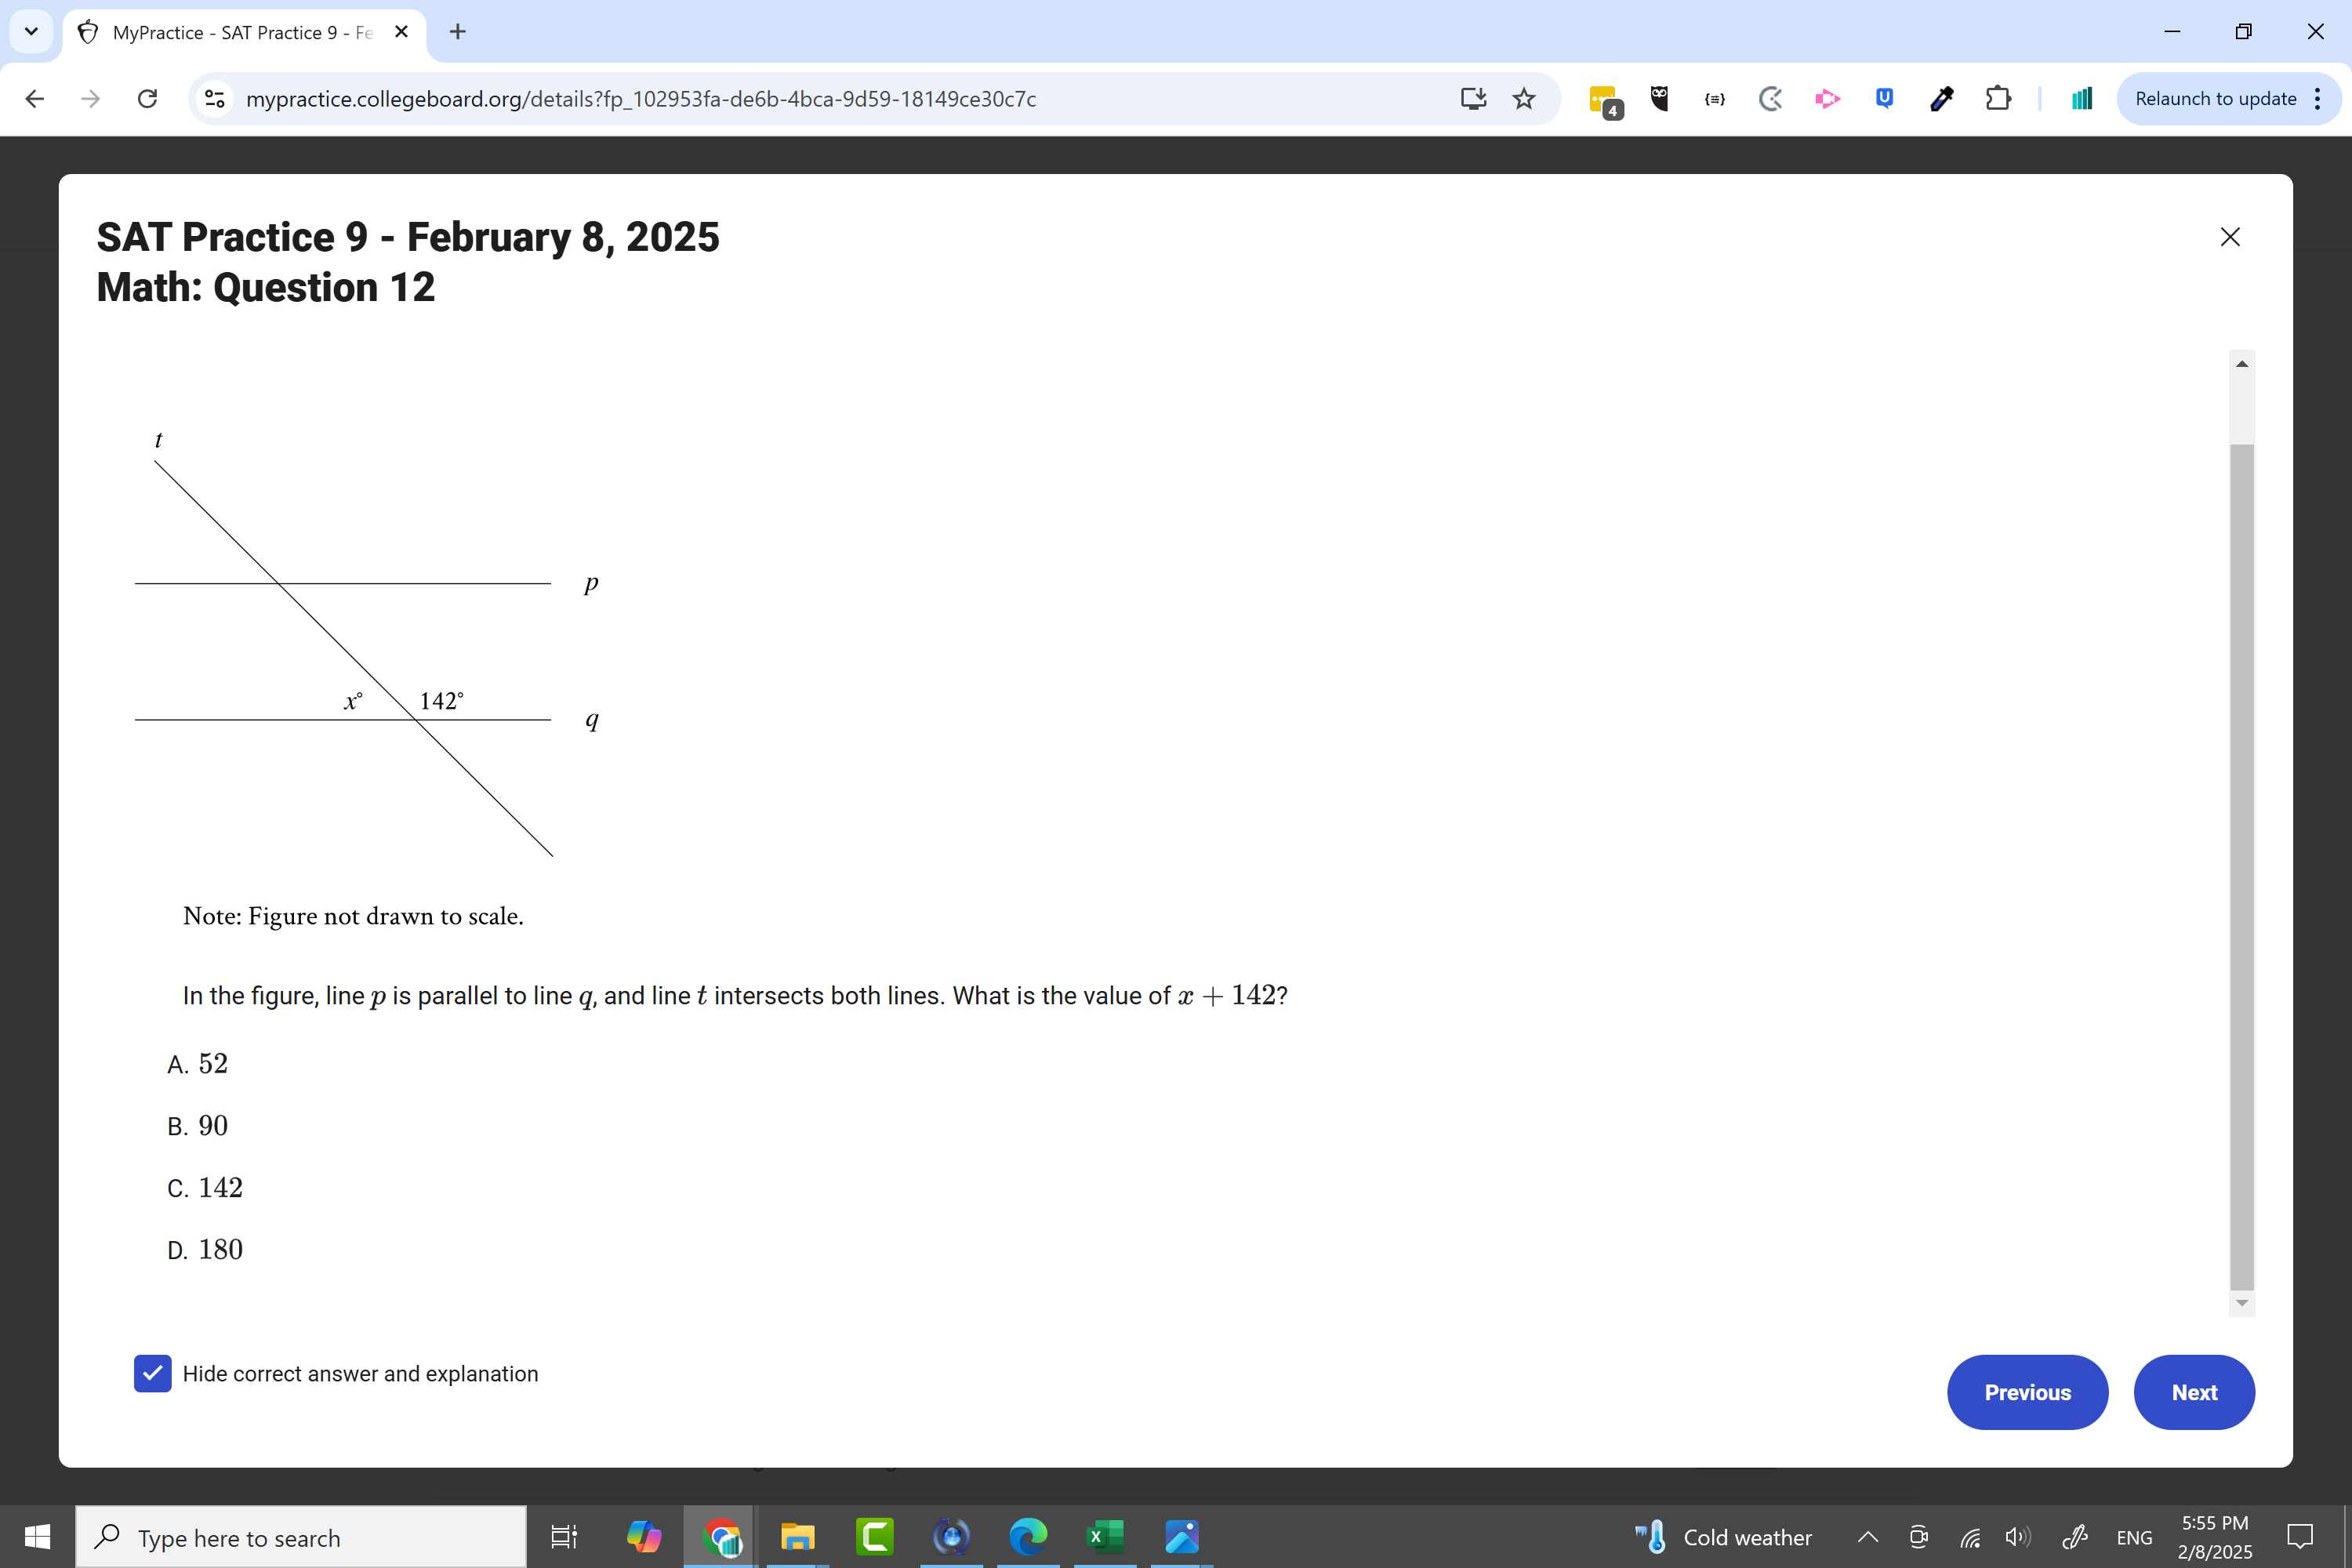 MyPractice - SAT Practice 9 - Fe
mypractice.collegeboard.org/details?fp_102953fa-de6b-4bca-9d59-18149ce30c7c
4
Relaunch to update
SAT Practice 9 - February 8, 2025
Math: Question 12
t
p
x° 142°
q
Note: Figure not drawn to scale.
In the figure, line p is parallel to line q, and line t intersects both lines. What is the value of x + 142?
A. 52
B. 90
C. 142
D. 180
Hide correct answer and explanation
Previous
Next
Type here to search
Cold weather
ENG
5:55 PM
2/8/2025